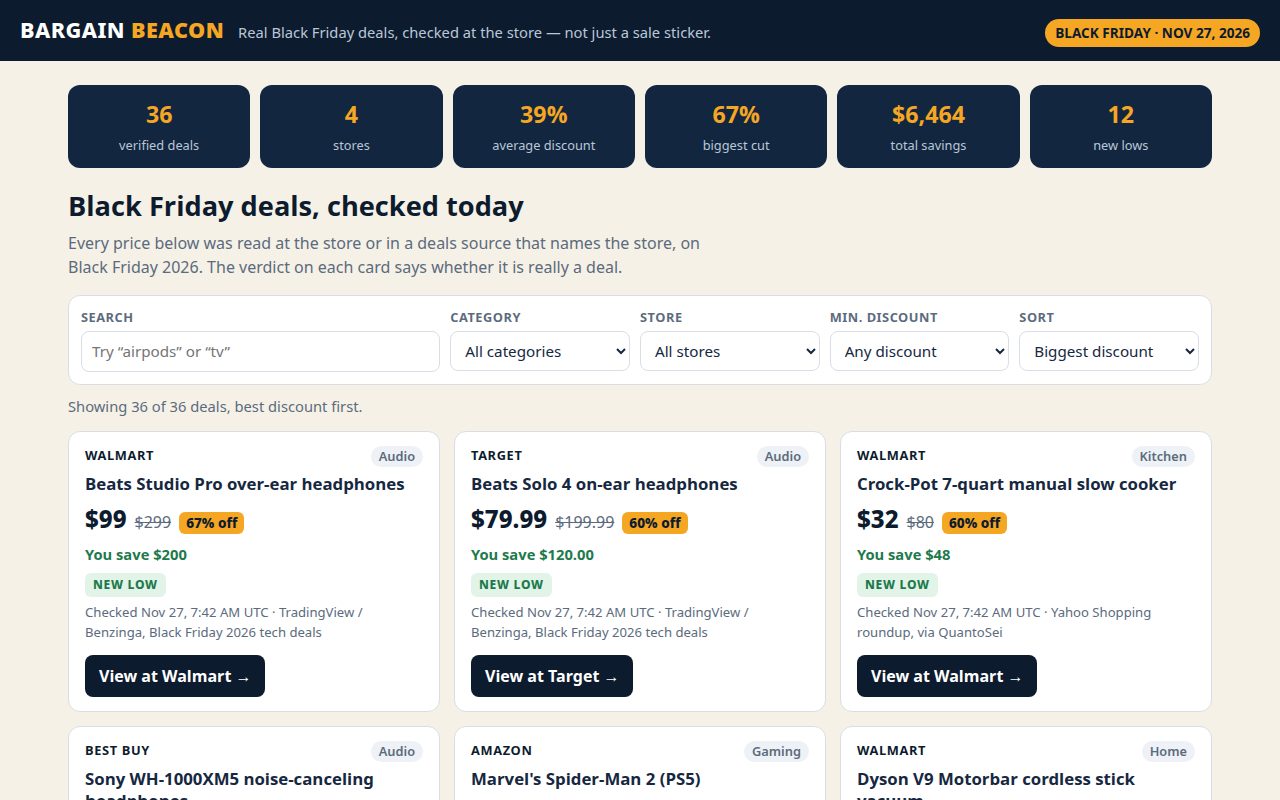 BARGAIN BEACON
Real Black Friday deals, checked at the store — not just a sale sticker.
BLACK FRIDAY · NOV 27, 2026
36
verified deals
4
stores
39%
average discount
67%
biggest cut
$6,464
total savings
12
new lows
Black Friday deals, checked today
Every price below was read at the store or in a deals source that names the store, on
Black Friday 2026. The verdict on each card says whether it is really a deal.
SEARCH
Try “airpods” or “tv”
CATEGORY
All categories
STORE
All stores
MIN. DISCOUNT
Any discount
SORT
Biggest discount
Showing 36 of 36 deals, best discount first.
WALMART
Audio
Beats Studio Pro over-ear headphones
$99 $299 67% off
You save $200
NEW LOW
Checked Nov 27, 7:42 AM UTC · TradingView /
Benzinga, Black Friday 2026 tech deals
View at Walmart →
TARGET
Audio
Beats Solo 4 on-ear headphones
$79.99 $199.99 60% off
You save $120.00
NEW LOW
Checked Nov 27, 7:42 AM UTC · TradingView /
Benzinga, Black Friday 2026 tech deals
View at Target →
WALMART
Kitchen
Crock-Pot 7-quart manual slow cooker
$32 $80 60% off
You save $48
NEW LOW
Checked Nov 27, 7:42 AM UTC · Yahoo Shopping
roundup, via QuantoSei
View at Walmart →
BEST BUY
Audio
Sony WH-1000XM5 noise-canceling
headphones
AMAZON
Gaming
Marvel's Spider-Man 2 (PS5)
WALMART
Home
Dyson V9 Motorbar cordless stick
vacuum